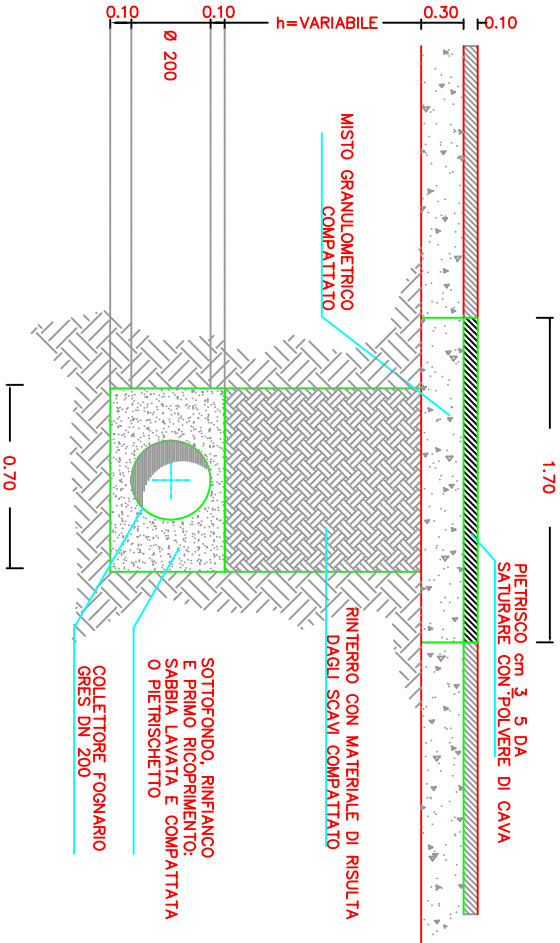 1.70
PIETRISCO cm 3 5 DA
SATURARE CON POLVERE DI CAVA
0.10
0.30
h=VARIABILE
0.10
Ø 200
0.10
MISTO GRANULOMETRICO
COMPATTATO
RINTERRO CON MATERIALE DI RISULTA
DAGLI SCAVI COMPATTATO
SOTTOFONDO, RINFIANCO
E PRIMO RICOPRIMENTO:
SABBIA LAVATA E COMPATTATA
O PIETRISCHETTO
COLLETTORE FOGNARIO
GRES DN 200
0.70